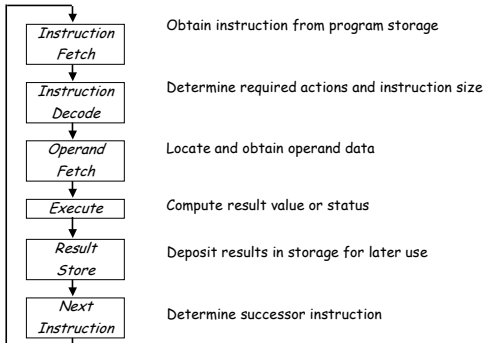 Instruction
Fetch
Obtain instruction from program storage
Instruction
Decode
Determine required actions and instruction size
Operand
Fetch
Locate and obtain operand data
Execute
Compute result value or status
Result
Store
Deposit results in storage for later use
Next
Instruction
Determine successor instruction